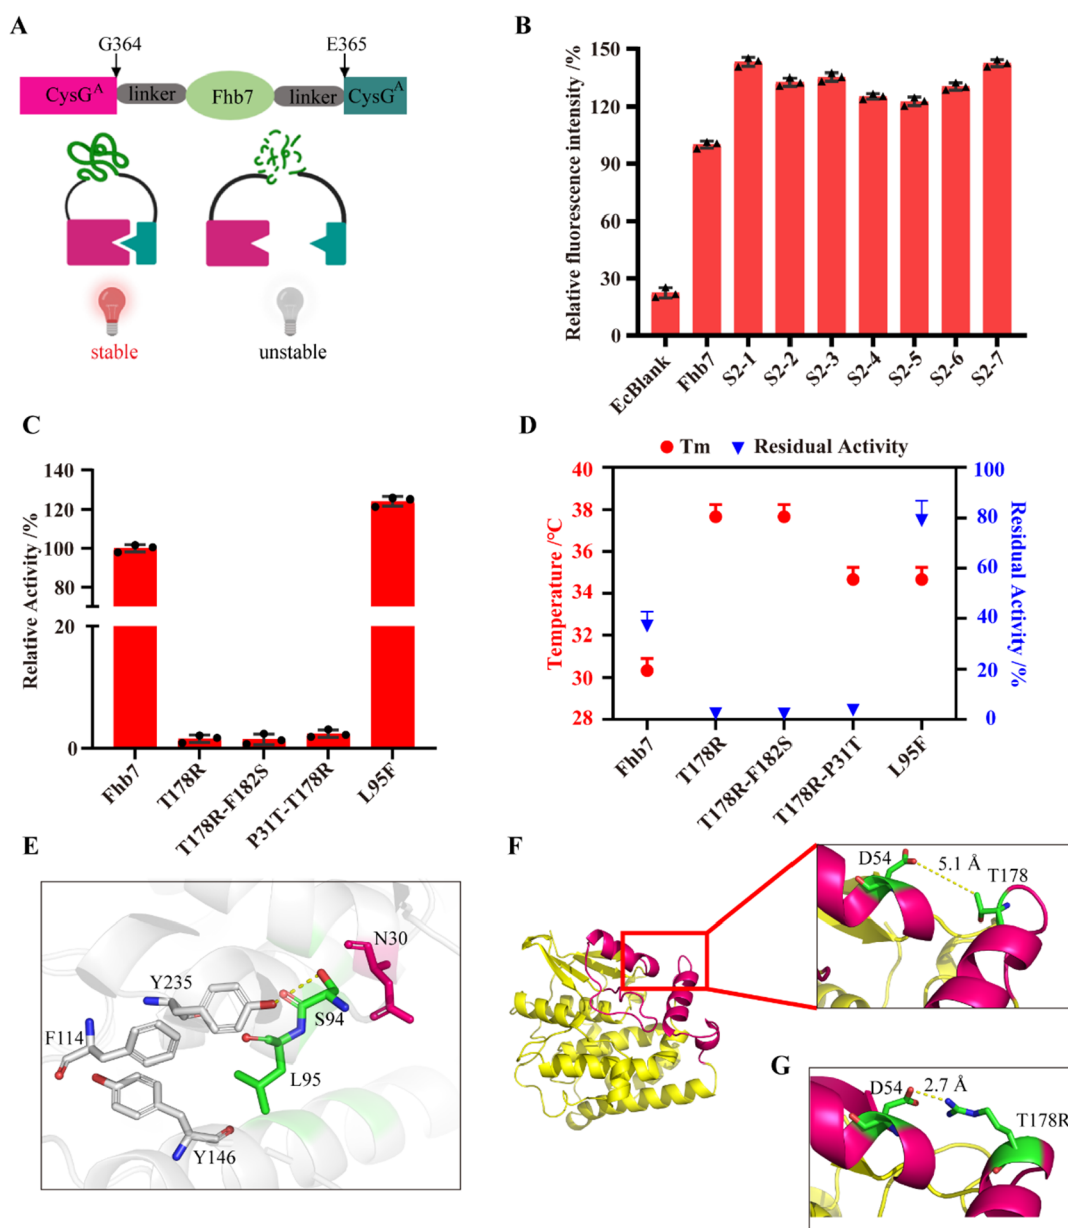 A
G364
E365
CysG^A
linker
Fhb7
linker
CysG^A
stable
unstable
B
Relative fluorescence intensity /%
150
120
90
60
30
0
EcBlank
Fhb7
S2-1
S2-2
S2-3
S2-4
S2-5
S2-6
S2-7
C
Relative Activity /%
140
120
100
80
20
0
Fhb7
T178R
T178R-F182S
P31T-T178R
L95F
D
Tm
Residual Activity
Temperature /°C
40
38
36
34
32
30
28
100
80
60
40
20
0
Residual Activity /%
Fhb7
T178R
T178R-F182S
T178R-P31T
L95F
E
N30
Y235
S94
F114
L95
Y146
F
D54
5.1 Å
T178
G
D54
2.7 Å
T178R